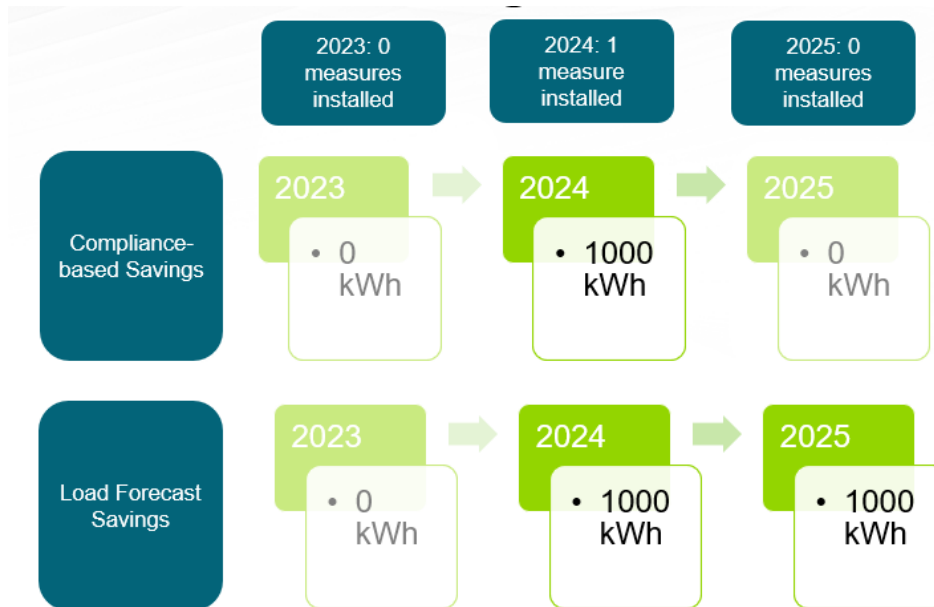 2023: 0
measures
installed
2024: 1
measure
installed
2025: 0
measures
installed
Compliance-
based Savings
2023
• 0
kWh
2024
• 1000
kWh
2025
• 0
kWh
Load Forecast
Savings
2023
• 0
kWh
2024
• 1000
kWh
2025
• 1000
kWh